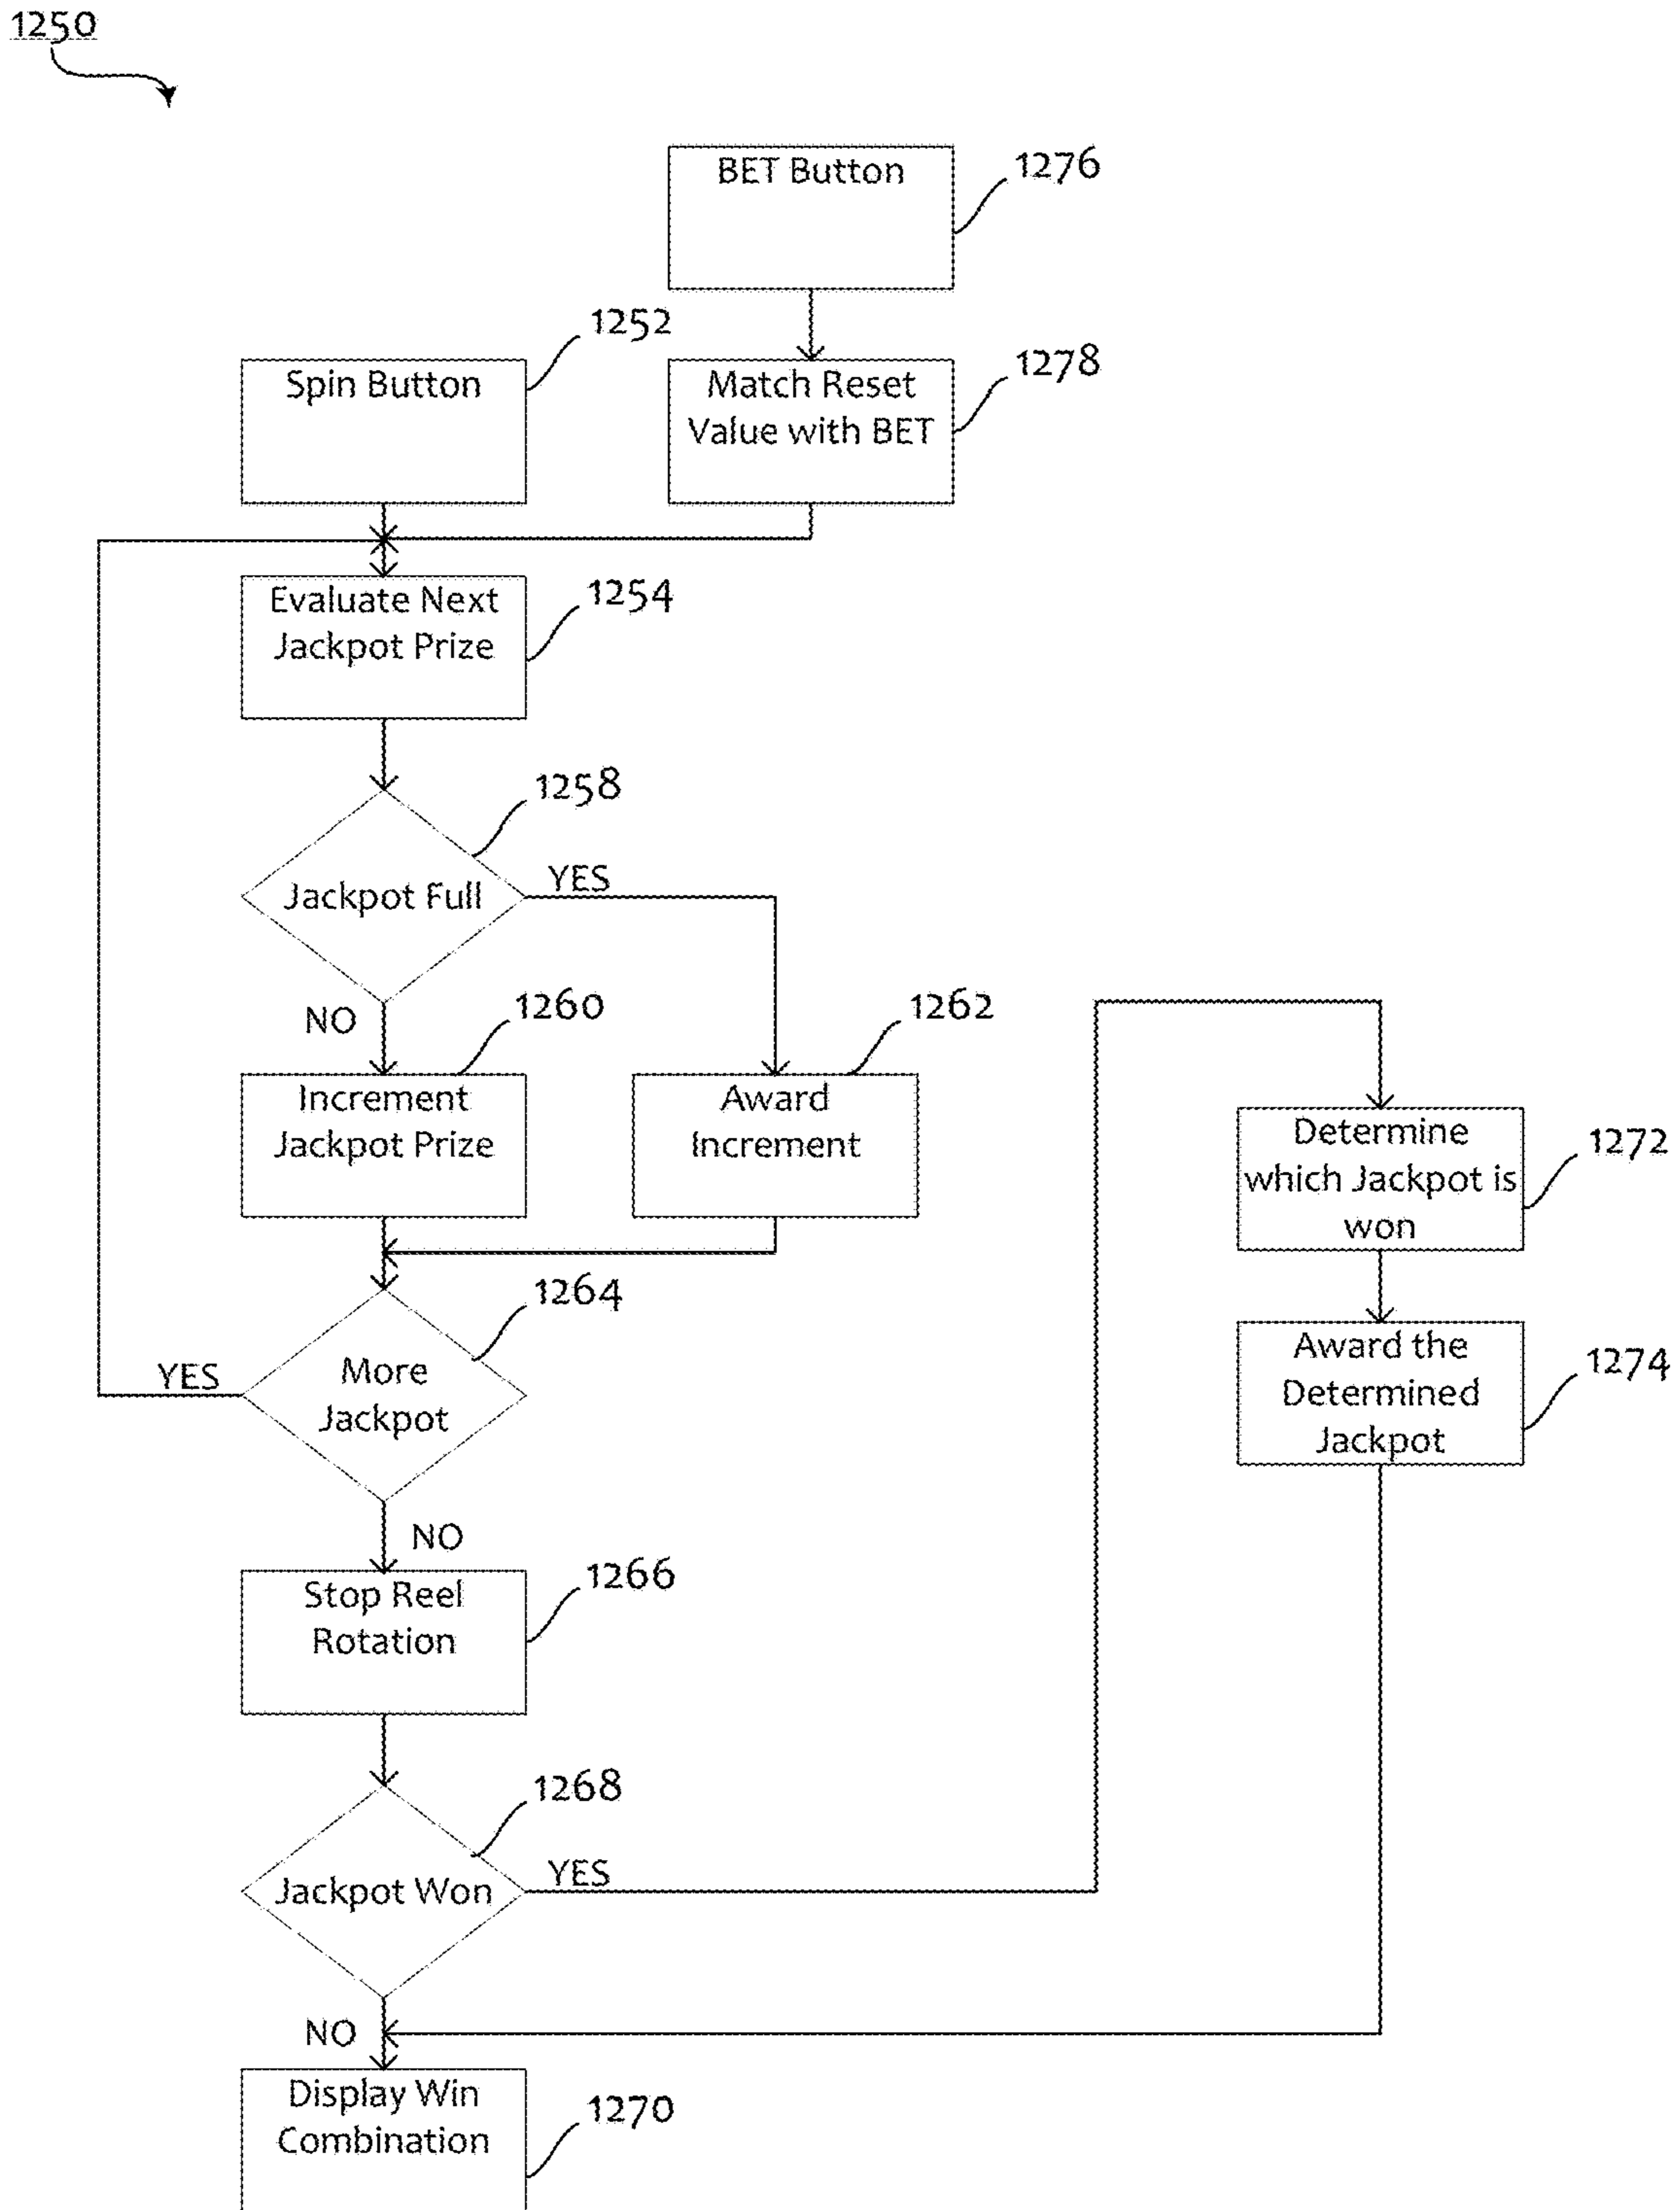 1250
BET Button
1276
1252
Spin Button
Match Reset
Value with BET
1278
Evaluate Next
Jackpot Prize
1254
1258
Jackpot Full
YES
NO
1260
1262
Increment
Jackpot Prize
Award
Increment
Determine
which Jackpot is
won
1272
1264
More
Jackpot
YES
NO
Award the
Determined
Jackpot
1274
Stop Reel
Rotation
1266
1268
Jackpot Won
YES
NO
Display Win
Combination
1270